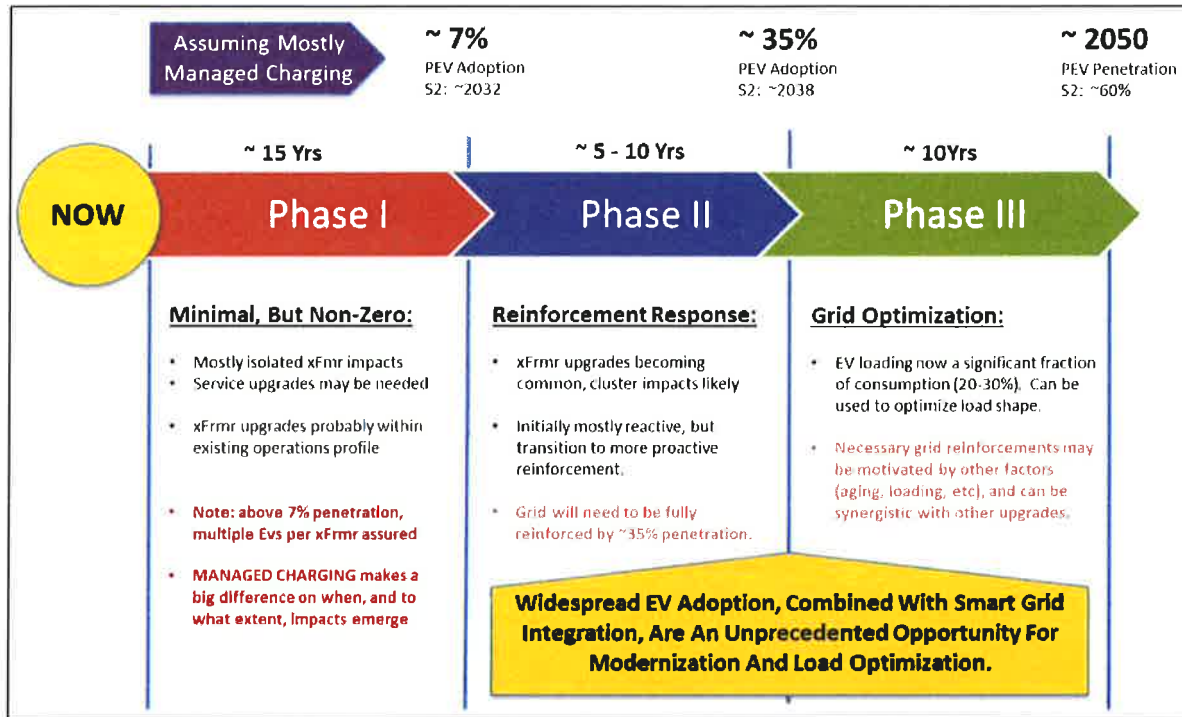 Assuming Mostly
Managed Charging
~ 7%
PEV Adoption
S2: ~2032
~ 35%
PEV Adoption
S2: ~2038
~ 2050
PEV Penetration
S2: ~60%
~ 15 Yrs
~ 5 - 10 Yrs
~ 10Yrs
NOW
Phase I
Phase II
Phase III
Minimal, But Non-Zero:
• Mostly isolated xFmr impacts
• Service upgrades may be needed
• xFrmr upgrades probably within
existing operations profile
• Note: above 7% penetration,
multiple Evs per xFrmr assured
• MANAGED CHARGING makes a
big difference on when, and to
what extent, impacts emerge
Reinforcement Response:
• xFrmr upgrades becoming
common, cluster impacts likely
• Initially mostly reactive, but
transition to more proactive
reinforcement.
• Grid will need to be fully
reinforced by ~35% penetration.
Grid Optimization:
• EV loading now a significant fraction
of consumption (20-30%). Can be
used to optimize load shape.
• Necessary grid reinforcements may
be motivated by other factors
(aging, loading, etc), and can be
synergistic with other upgrades.
Widespread EV Adoption, Combined With Smart Grid
Integration, Are An Unprecedented Opportunity For
Modernization And Load Optimization.